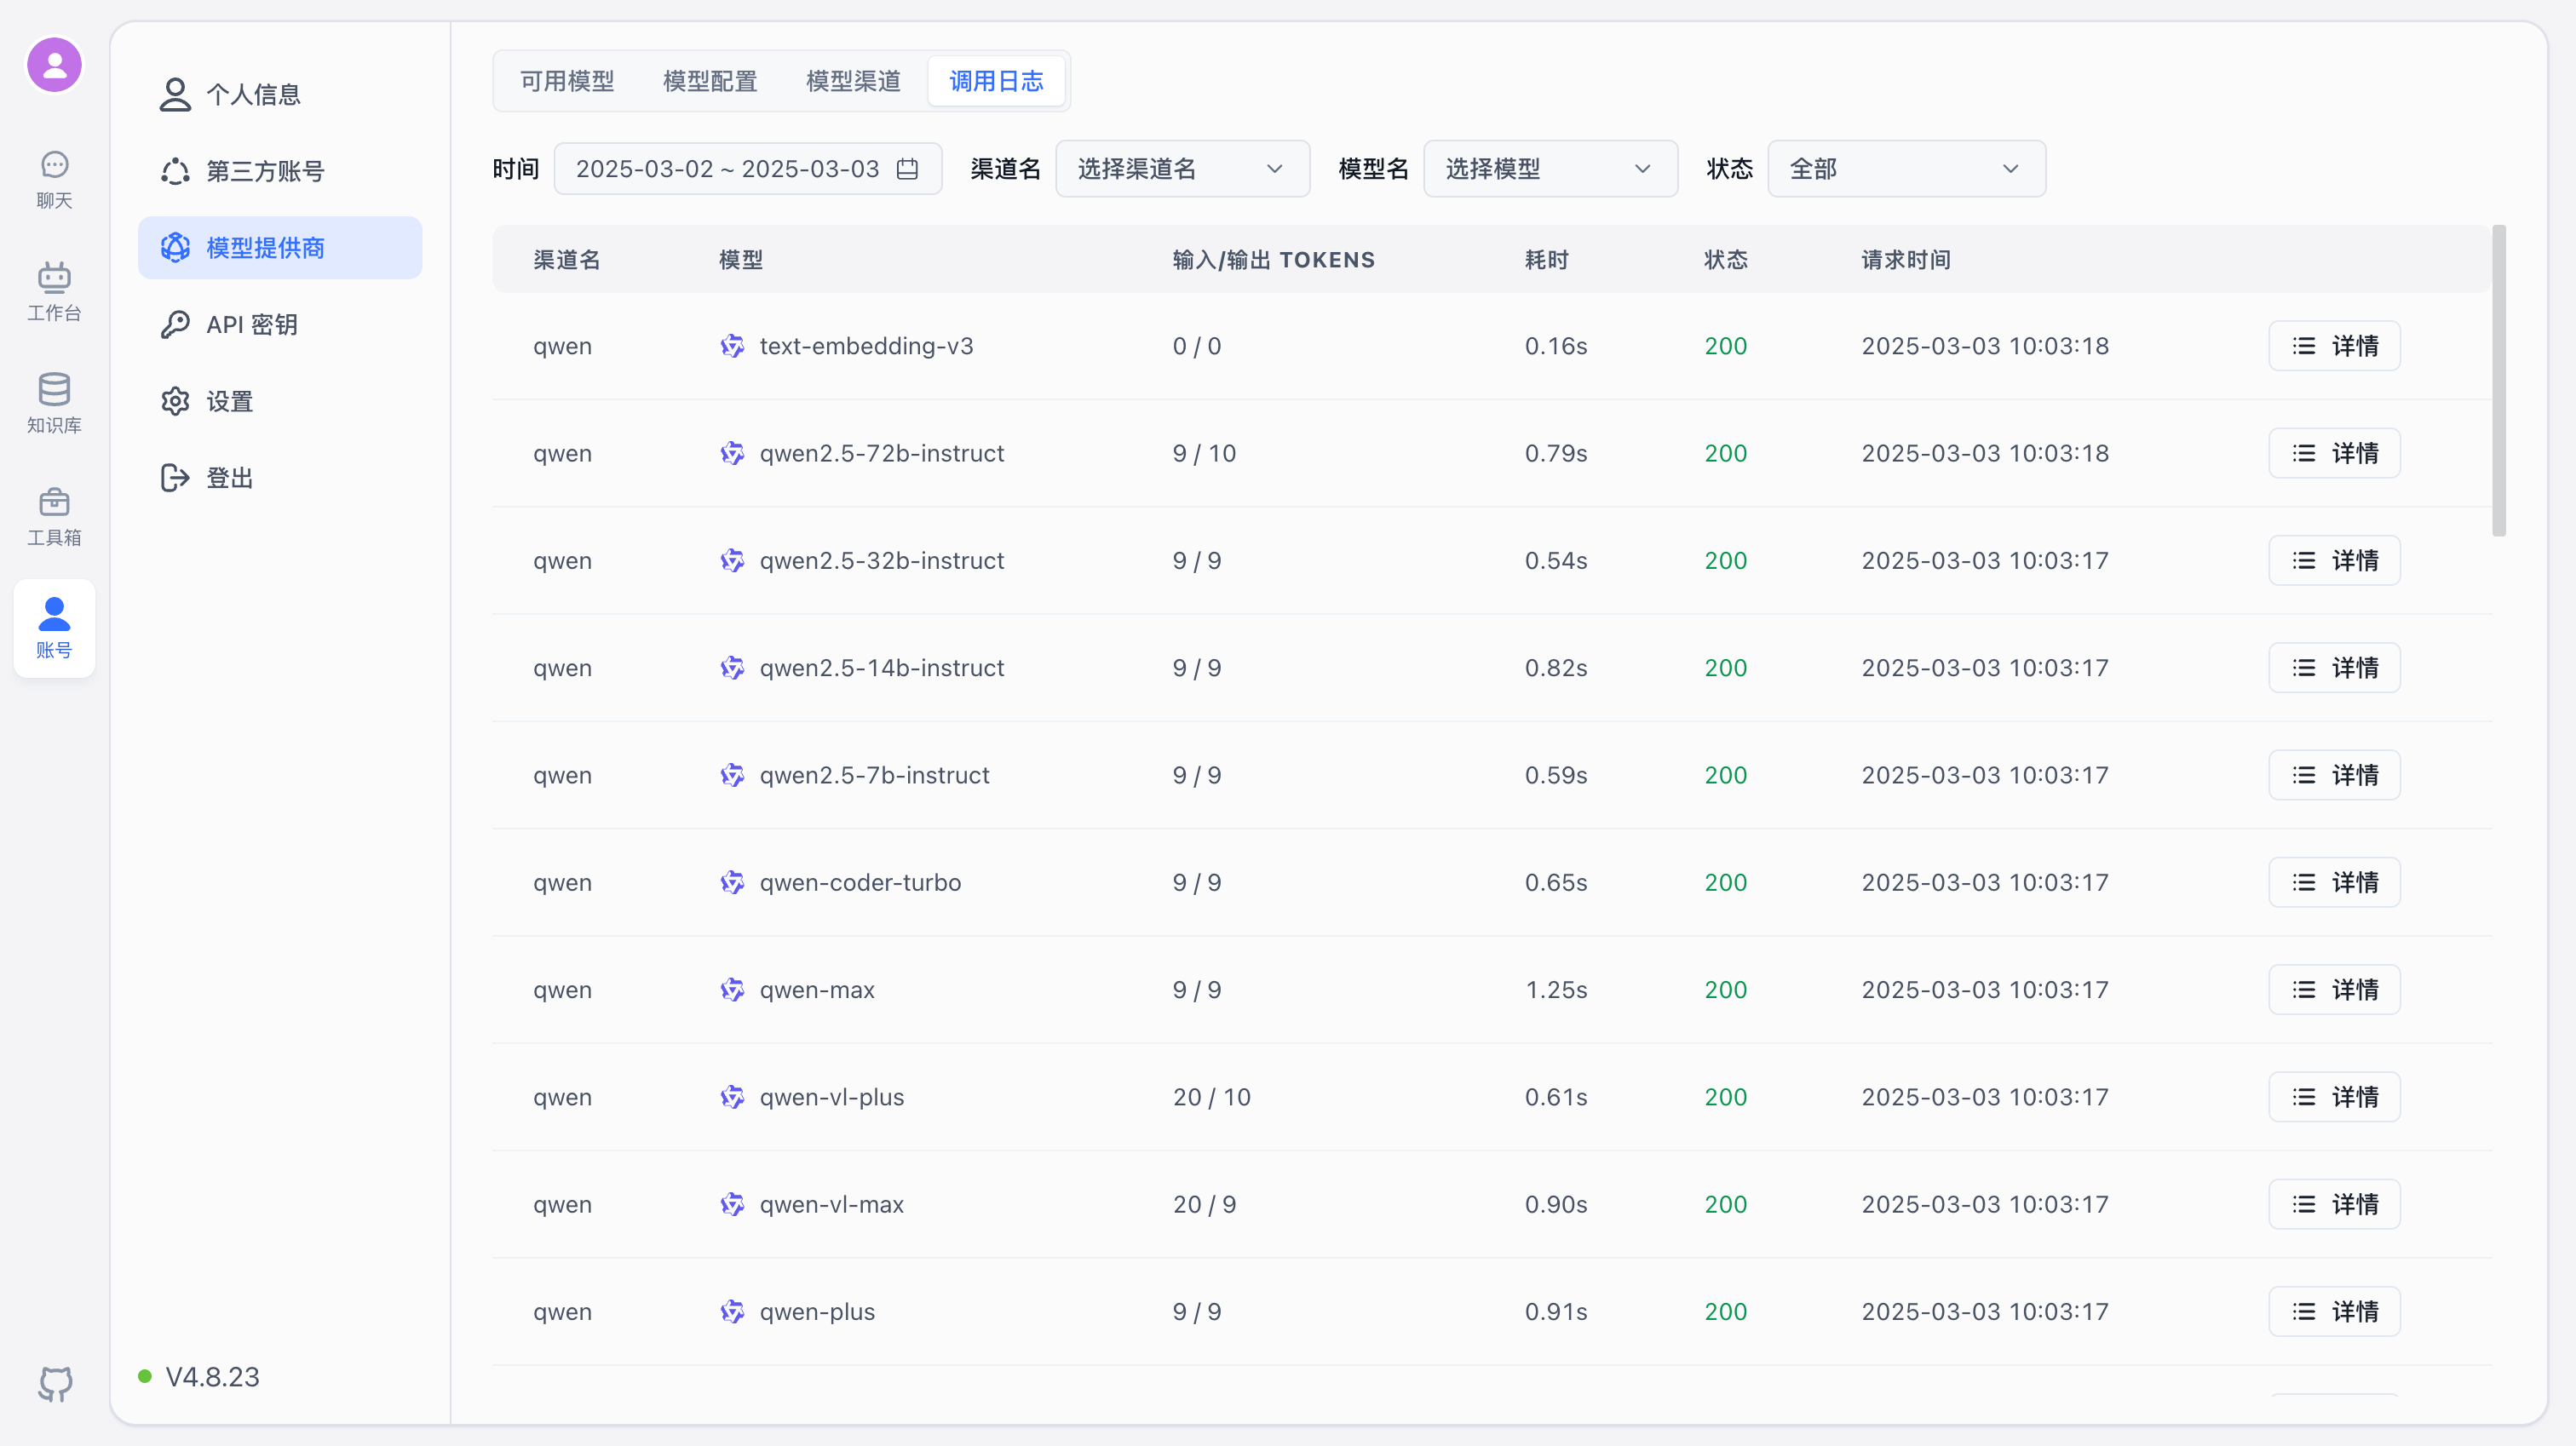 聊天
工作台
知识库
工具箱
账号
个人信息
第三方账号
模型提供商
API 密钥
设置
登出
V4.8.23
可用模型 模型配置 模型渠道 调用日志
时间 2025-03-02 ~ 2025-03-03 渠道名 选择渠道名 模型名 选择模型 状态 全部
渠道名 模型 输入/输出 TOKENS 耗时 状态 请求时间
qwen text-embedding-v3 0 / 0 0.16s 200 2025-03-03 10:03:18 详情
qwen qwen2.5-72b-instruct 9 / 10 0.79s 200 2025-03-03 10:03:18 详情
qwen qwen2.5-32b-instruct 9 / 9 0.54s 200 2025-03-03 10:03:17 详情
qwen qwen2.5-14b-instruct 9 / 9 0.82s 200 2025-03-03 10:03:17 详情
qwen qwen2.5-7b-instruct 9 / 9 0.59s 200 2025-03-03 10:03:17 详情
qwen qwen-coder-turbo 9 / 9 0.65s 200 2025-03-03 10:03:17 详情
qwen qwen-max 9 / 9 1.25s 200 2025-03-03 10:03:17 详情
qwen qwen-vl-plus 20 / 10 0.61s 200 2025-03-03 10:03:17 详情
qwen qwen-vl-max 20 / 9 0.90s 200 2025-03-03 10:03:17 详情
qwen qwen-plus 9 / 9 0.91s 200 2025-03-03 10:03:17 详情